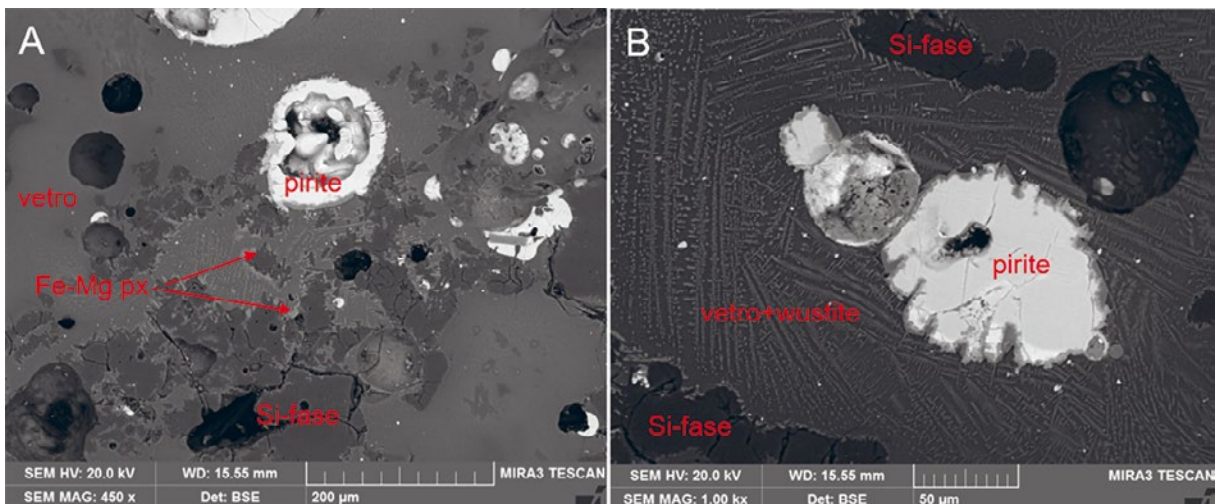 A
pirite
vetro
Fe-Mg px
Si-fase
SEM HV: 20.0 kV
WD: 15.55 mm
MIRA3 TESCAN
SEM MAG: 450 x
Det: BSE
200 µm
B
Si-fase
pirite
vetro+wustite
Si-fase
SEM HV: 20.0 kV
WD: 15.55 mm
MIRA3 TESCAN
SEM MAG: 1.00 kx
Det: BSE
50 µm